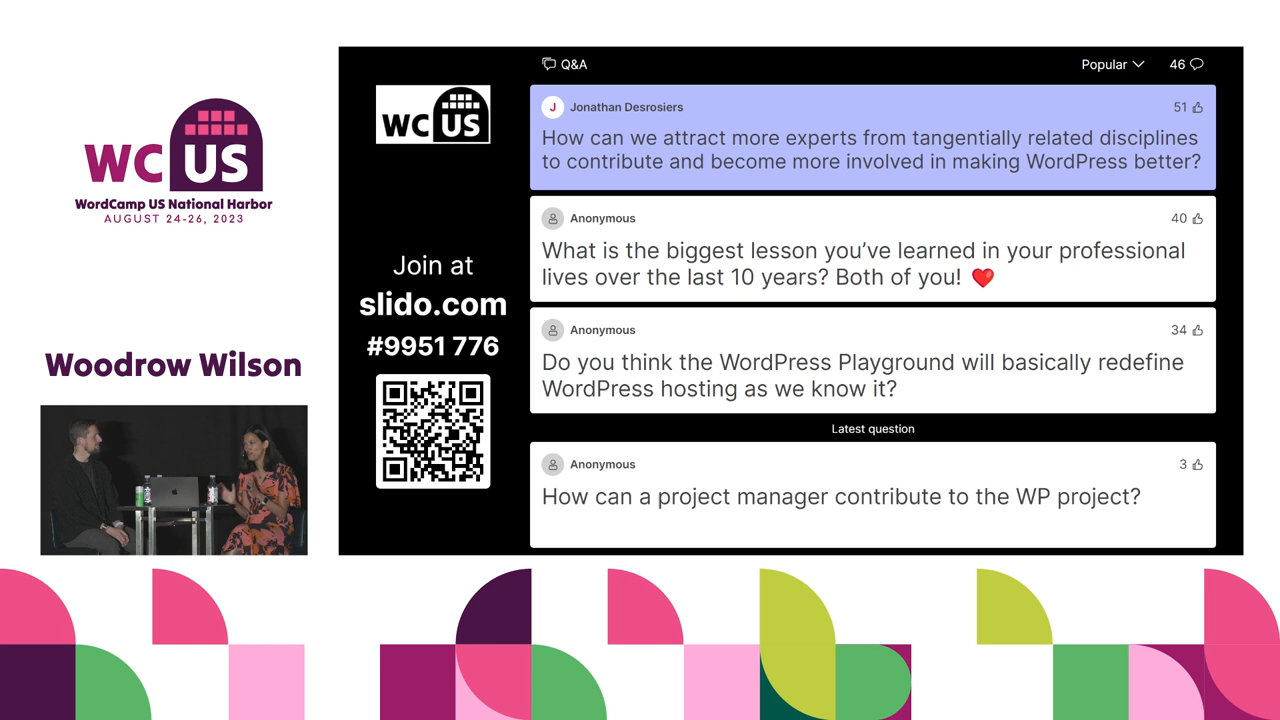 WC US
WordCamp US National Harbor
AUGUST 24-26, 2023
Woodrow Wilson
Q&A
Popular
46
WC US
Join at
slido.com
#9951 776
J
Jonathan Desrosiers
51
How can we attract more experts from tangentially related disciplines
to contribute and become more involved in making WordPress better?
Anonymous
40
What is the biggest lesson you’ve learned in your professional
lives over the last 10 years? Both of you! ❤️
Anonymous
34
Do you think the WordPress Playground will basically redefine
WordPress hosting as we know it?
Latest question
Anonymous
3
How can a project manager contribute to the WP project?